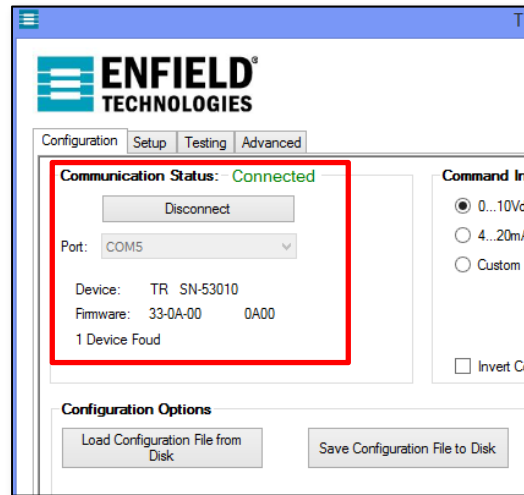 T
ENFIELD®
TECHNOLOGIES
Configuration Setup Testing Advanced
Communication Status: Connected
Disconnect
Port: COM5
Device: TR SN-53010
Firmware: 33-0A-00 0A00
1 Device Foud
Command In
0...10Vo
4...20mA
Custom
Invert Co
Configuration Options
Load Configuration File from
Disk
Save Configuration File to Disk